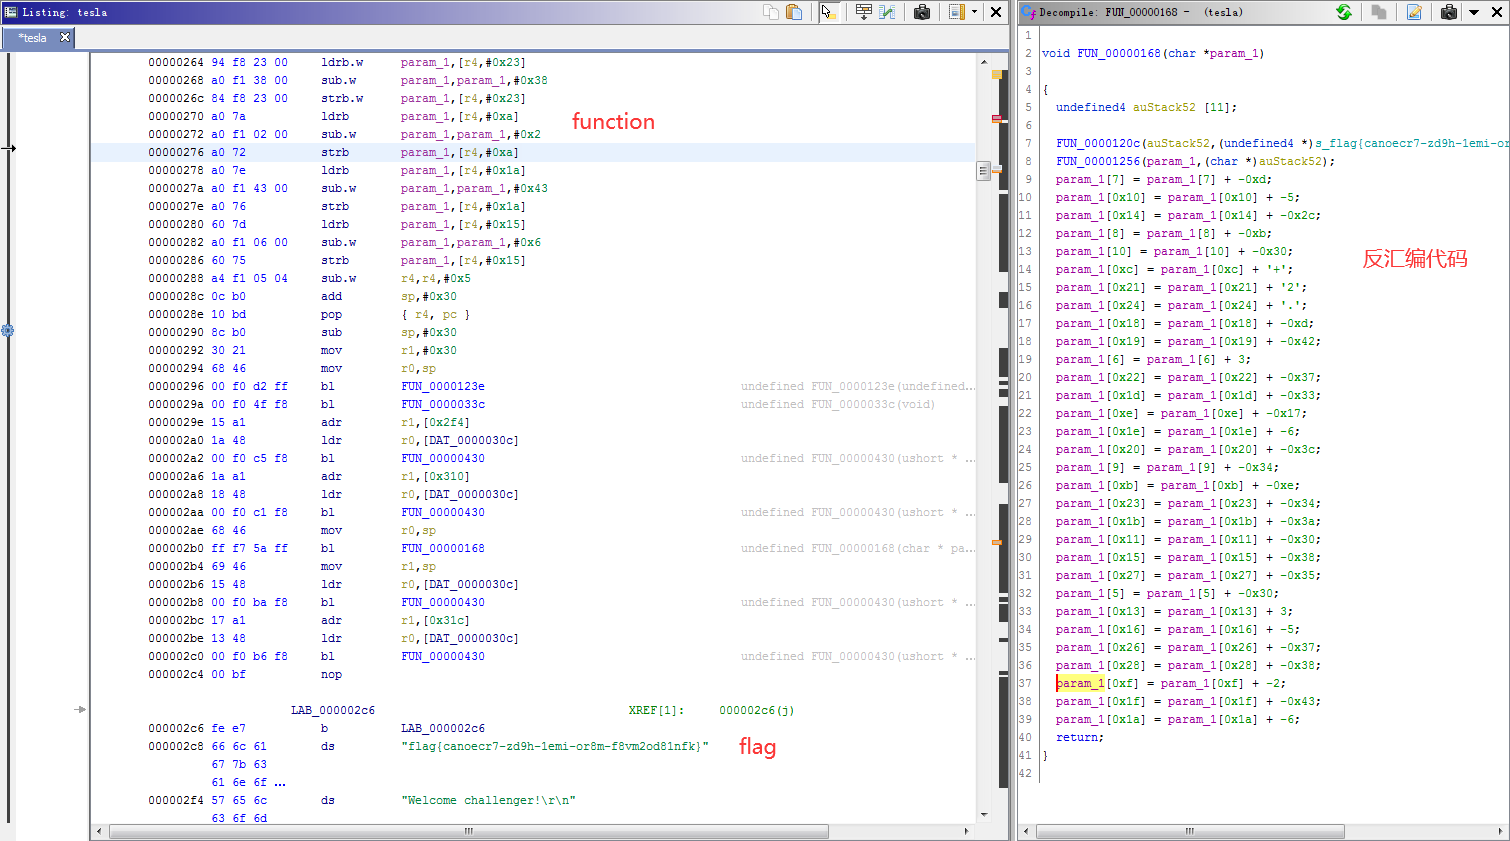 Listing: tesla
*tesla
00000264 94 f8 23 00 ldrb.w param_1,[r4,#0x23]
00000268 a0 f1 38 00 sub.w param_1,param_1,#0x38
0000026c 84 f8 23 00 strb.w param_1,[r4,#0x23]
00000270 a0 7a ldrb param_1,[r4,#0xa]
00000272 a0 f1 02 00 sub.w param_1,param_1,#0x2
00000276 a0 72 strb param_1,[r4,#0xa]
00000278 a0 7e ldrb param_1,[r4,#0x1a]
0000027a a0 f1 43 00 sub.w param_1,param_1,#0x43
0000027e a0 76 strb param_1,[r4,#0x1a]
00000280 60 7d ldrb param_1,[r4,#0x15]
00000282 a0 f1 06 00 sub.w param_1,param_1,#0x6
00000286 60 75 strb param_1,[r4,#0x15]
00000288 a4 f1 05 04 sub.w r4,r4,#0x5
0000028c 0c b0 add sp,#0x30
0000028e 10 bd pop { r4, pc }
00000290 8c b0 sub sp,#0x30
00000292 30 21 mov r1,#0x30
00000294 68 46 mov r0,sp
00000296 00 f0 d2 ff bl FUN_0000123e undefined FUN_0000123e(undefined...
0000029a 00 f0 4f f8 bl FUN_0000033c undefined FUN_0000033c(void)
0000029e 15 a1 adr r1,[0x2f4]
000002a0 1a 48 ldr r0,[DAT_0000030c]
000002a2 00 f0 c5 f8 bl FUN_00000430 undefined FUN_00000430(ushort * ...
000002a6 1a a1 adr r1,[0x310]
000002a8 18 48 ldr r0,[DAT_0000030c]
000002aa 00 f0 c1 f8 bl FUN_00000430 undefined FUN_00000430(ushort * ...
000002ae 68 46 mov r0,sp
000002b0 ff f7 5a ff bl FUN_00000168 undefined FUN_00000168(char * pa...
000002b4 69 46 mov r1,sp
000002b6 15 48 ldr r0,[DAT_0000030c]
000002b8 00 f0 ba f8 bl FUN_00000430 undefined FUN_00000430(ushort * ...
000002bc 17 a1 adr r1,[0x31c]
000002be 13 48 ldr r0,[DAT_0000030c]
000002c0 00 f0 b6 f8 bl FUN_00000430 undefined FUN_00000430(ushort * ...
000002c4 00 bf nop
LAB_000002c6 XREF[1]: 000002c6(j)
000002c6 fe e7 b LAB_000002c6
000002c8 66 6c 61 ds "flag{canoecr7-zd9h-1emi-or8m-f8vm2od81nfk}"
67 7b 63
61 6e 6f ...
000002f4 57 65 6c ds "Welcome challenger!\r\n"
63 6f 6d
function
flag
Decompile: FUN_00000168 - (tesla)
1
2 void FUN_00000168(char *param_1)
3
4 {
5 undefined4 auStack52 [11];
6
7 FUN_0000120c(auStack52,(undefined4 *)s_flag{canoecr7-zd9h-1emi-or
8 FUN_00001256(param_1,(char *)auStack52);
9 param_1[7] = param_1[7] + -0xd;
10 param_1[0x10] = param_1[0x10] + -5;
11 param_1[0x14] = param_1[0x14] + -0x2c;
12 param_1[8] = param_1[8] + -0xb;
13 param_1[10] = param_1[10] + -0x30;
14 param_1[0xc] = param_1[0xc] + '+';
15 param_1[0x21] = param_1[0x21] + '2';
16 param_1[0x24] = param_1[0x24] + '.';
17 param_1[0x18] = param_1[0x18] + -0xd;
18 param_1[0x19] = param_1[0x19] + -0x42;
19 param_1[6] = param_1[6] + 3;
20 param_1[0x22] = param_1[0x22] + -0x37;
21 param_1[0x1d] = param_1[0x1d] + -0x33;
22 param_1[0xe] = param_1[0xe] + -0x17;
23 param_1[0x1e] = param_1[0x1e] + -6;
24 param_1[0x20] = param_1[0x20] + -0x3c;
25 param_1[9] = param_1[9] + -0x34;
26 param_1[0xb] = param_1[0xb] + -0xe;
27 param_1[0x23] = param_1[0x23] + -0x34;
28 param_1[0x1b] = param_1[0x1b] + -0x3a;
29 param_1[0x11] = param_1[0x11] + -0x30;
30 param_1[0x15] = param_1[0x15] + -0x38;
31 param_1[0x27] = param_1[0x27] + -0x35;
32 param_1[5] = param_1[5] + -0x30;
33 param_1[0x13] = param_1[0x13] + 3;
34 param_1[0x16] = param_1[0x16] + -5;
35 param_1[0x26] = param_1[0x26] + -0x37;
36 param_1[0x28] = param_1[0x28] + -0x38;
37 param_1[0xf] = param_1[0xf] + -2;
38 param_1[0x1f] = param_1[0x1f] + -0x43;
39 param_1[0x1a] = param_1[0x1a] + -6;
40 return;
41 }
42
反汇编代码